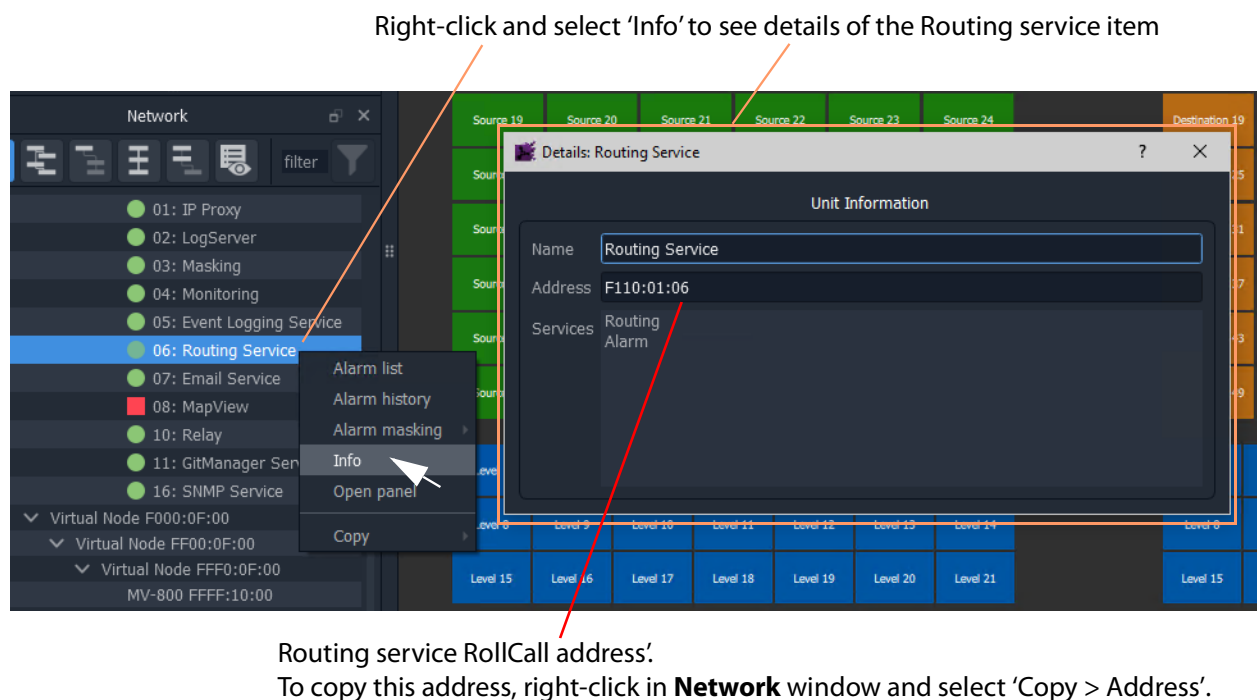 Right-click and select ‘Info’ to see details of the Routing service item
Network
filter
01: IP Proxy
02: LogServer
03: Masking
04: Monitoring
05: Event Logging Service
06: Routing Service
07: Email Service
08: MapView
10: Relay
11: GitManager Ser
16: SNMP Service
Virtual Node F000:0F:00
Virtual Node FF00:0F:00
Virtual Node FFF0:0F:00
MV-800 FFFF:10:00
Alarm list
Alarm history
Alarm masking
Info
Open panel
Copy
Source 19 Source 20 Source 21 Source 22 Source 23 Source 24 Destination 19
Details: Routing Service ? ×
Unit Information
Name Routing Service
Address F110:01:06
Services Routing
Alarm
Level 8 Level 9 Level 10 Level 11 Level 12 Level 13 Level 14 Level 8
Level 15 Level 16 Level 17 Level 18 Level 19 Level 20 Level 21 Level 15
Routing service RollCall address’.
To copy this address, right-click in Network window and select ‘Copy > Address’.